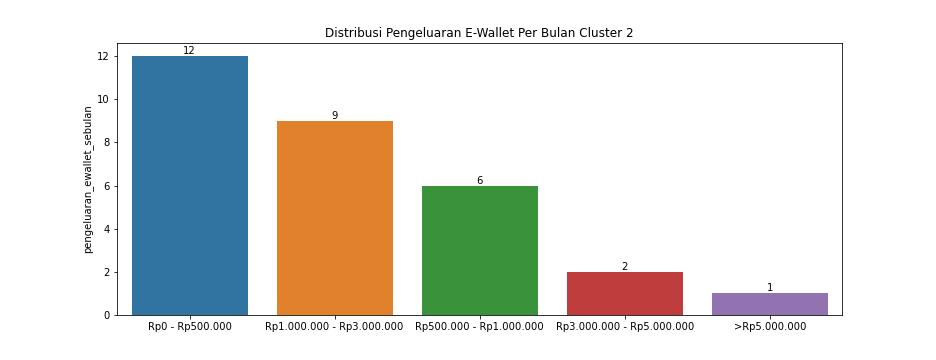 Distribusi Pengeluaran E-Wallet Per Bulan Cluster 2
pengeluaran_ewallet_sebulan
12
10
8
6
4
2
0
12
9
6
2
1
Rp0 - Rp500.000
Rp1.000.000 - Rp3.000.000
Rp500.000 - Rp1.000.000
Rp3.000.000 - Rp5.000.000
>Rp5.000.000